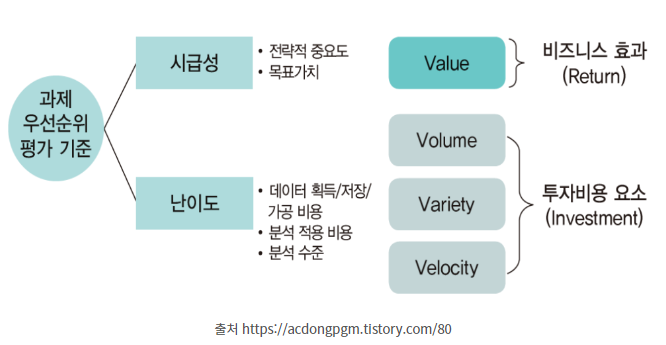 과제
우선순위
평가 기준
시급성
• 전략적 중요도
• 목표가치
Value
비즈니스 효과
(Return)
난이도
• 데이터 획득/저장/
가공 비용
• 분석 적용 비용
• 분석 수준
Volume
Variety
Velocity
투자비용 요소
(Investment)
출처 https://acdongpgm.tistory.com/80